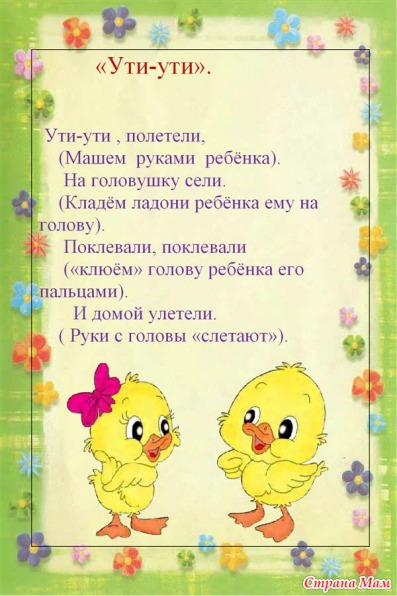 «Ути-ути».
Ути-ути , полетели,
(Машем руками ребёнка).
На головушку сели.
(Кладём ладони ребёнка ему на
голову).
Поклевали, поклевали
(«клюём» голову ребёнка его
пальцами).
И домой улетели.
( Руки с головы «слетают»).
Страна Мам